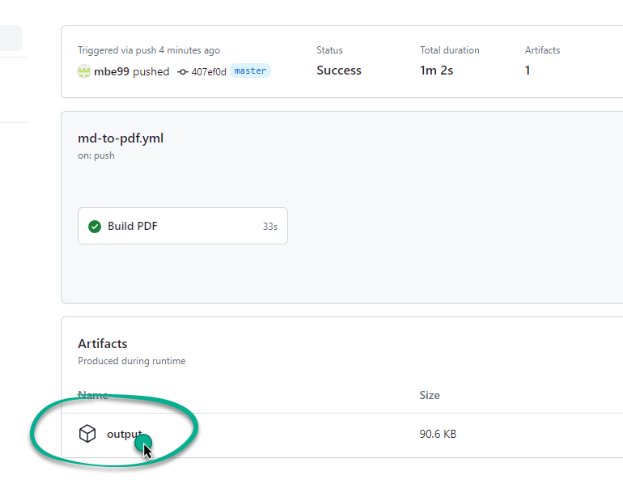 Triggered via push 4 minutes ago Status Total duration Artifacts
mbe99 pushed 407ef0d master Success 1m 2s 1
md-to-pdf.yml
on: push
Build PDF 33s
Artifacts
Produced during runtime
Name Size
output 90.6 KB